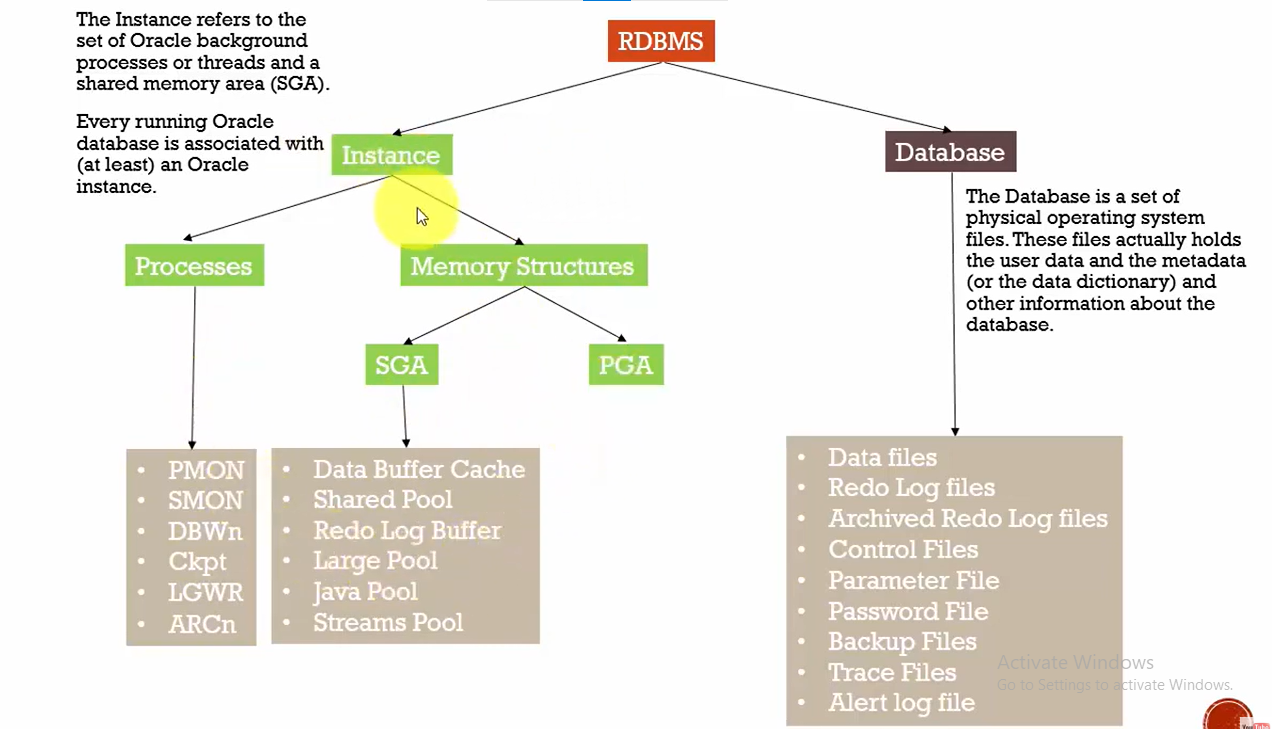 The Instance refers to the
set of Oracle background
processes or threads and a
shared memory area (SGA).
Every running Oracle
database is associated with
(at least) an Oracle
instance.
RDBMS
Instance
Database
The Database is a set of
physical operating system
files. These files actually holds
the user data and the metadata
(or the data dictionary) and
other information about the
database.
Processes
Memory Structures
SGA
PGA
• PMON
• SMON
• DBWn
• Ckpt
• LGWR
• ARCn
• Data Buffer Cache
• Shared Pool
• Redo Log Buffer
• Large Pool
• Java Pool
• Streams Pool
• Data files
• Redo Log files
• Archived Redo Log files
• Control Files
• Parameter File
• Password File
• Backup Files
• Trace Files
• Alert log file
Activate Windows
Go to Settings to activate Windows.